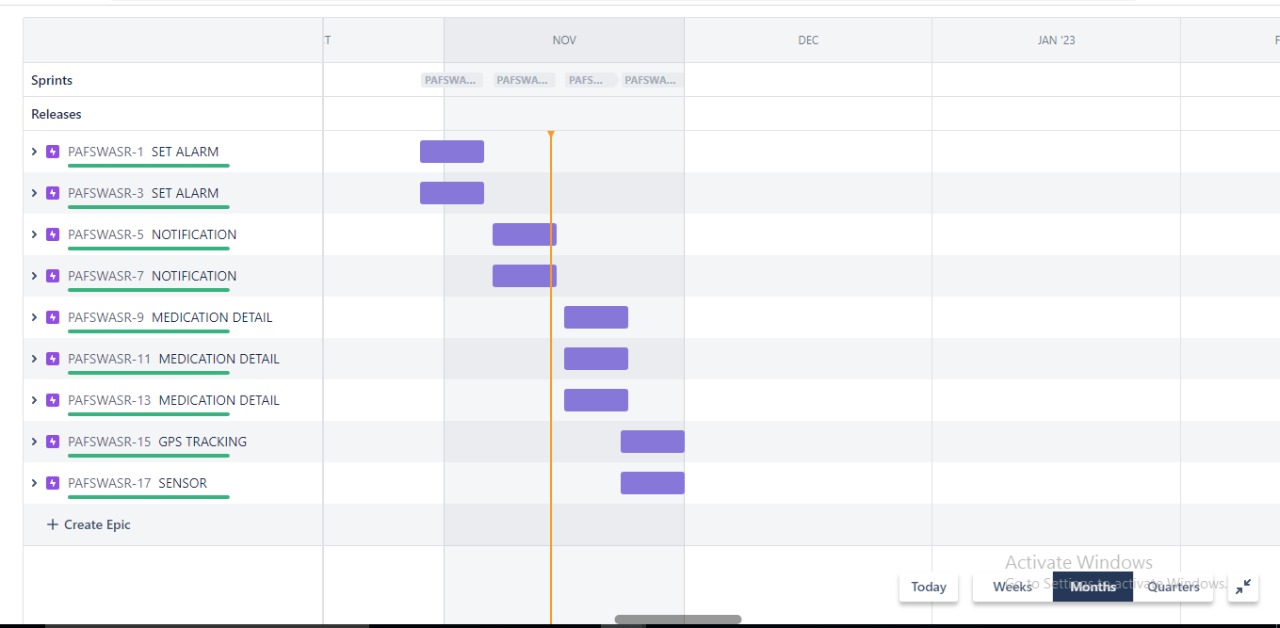 T NOV DEC JAN '23 F
Sprints PAFSWA... PAFSWA... PAFS... PAFSWA...
Releases
PAFSWASR-1 SET ALARM
PAFSWASR-3 SET ALARM
PAFSWASR-5 NOTIFICATION
PAFSWASR-7 NOTIFICATION
PAFSWASR-9 MEDICATION DETAIL
PAFSWASR-11 MEDICATION DETAIL
PAFSWASR-13 MEDICATION DETAIL
PAFSWASR-15 GPS TRACKING
PAFSWASR-17 SENSOR
+ Create Epic
Activate Windows
Go to Settings to activate Windows.
Today Weeks Months Quarters